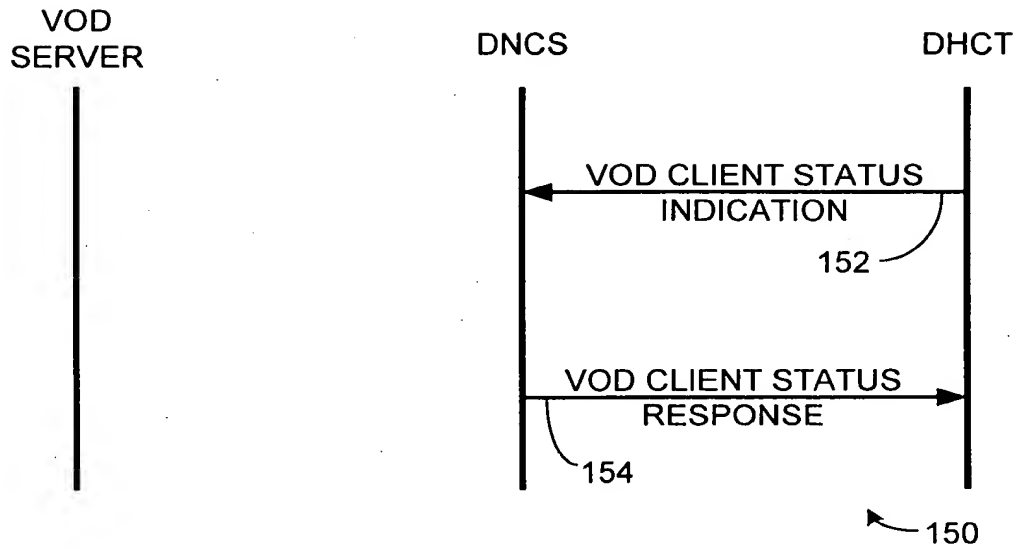 VOD
SERVER
DNCS
DHCT
VOD CLIENT STATUS
INDICATION
152
VOD CLIENT STATUS
RESPONSE
154
150